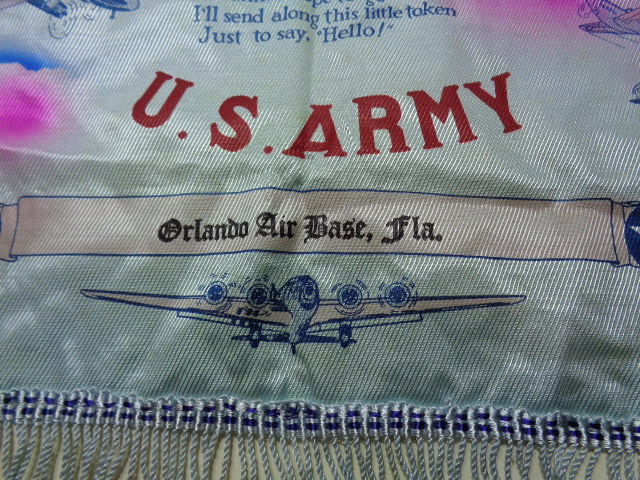 I'll send along this little token
Just to say, "Hello!"
U.S. ARMY
Orlando Air Base, Fla.